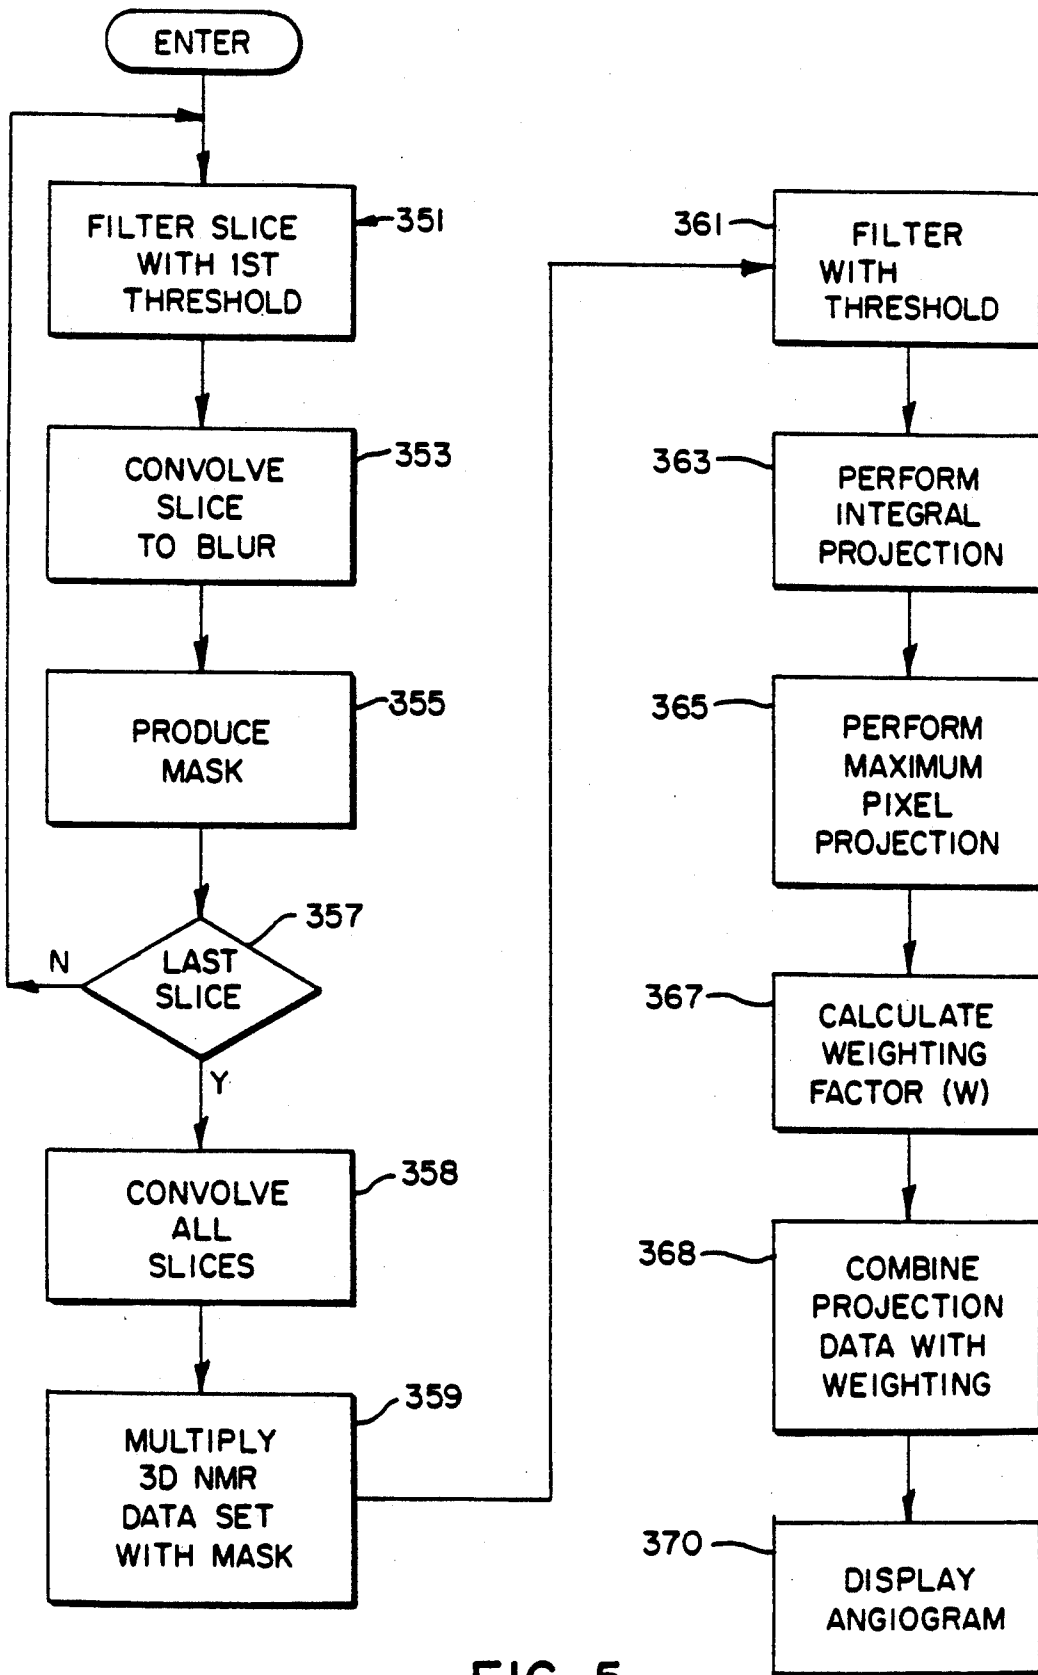 ENTER
FILTER SLICE
WITH 1ST
THRESHOLD
351
CONVOLVE
SLICE
TO BLUR
353
PRODUCE
MASK
355
LAST
SLICE
357
N
Y
CONVOLVE
ALL
SLICES
358
MULTIPLY
3D NMR
DATA SET
WITH MASK
359
361
FILTER
WITH
THRESHOLD
363
PERFORM
INTEGRAL
PROJECTION
365
PERFORM
MAXIMUM
PIXEL
PROJECTION
367
CALCULATE
WEIGHTING
FACTOR (W)
368
COMBINE
PROJECTION
DATA WITH
WEIGHTING
370
DISPLAY
ANGIOGRAM
FIG. 5